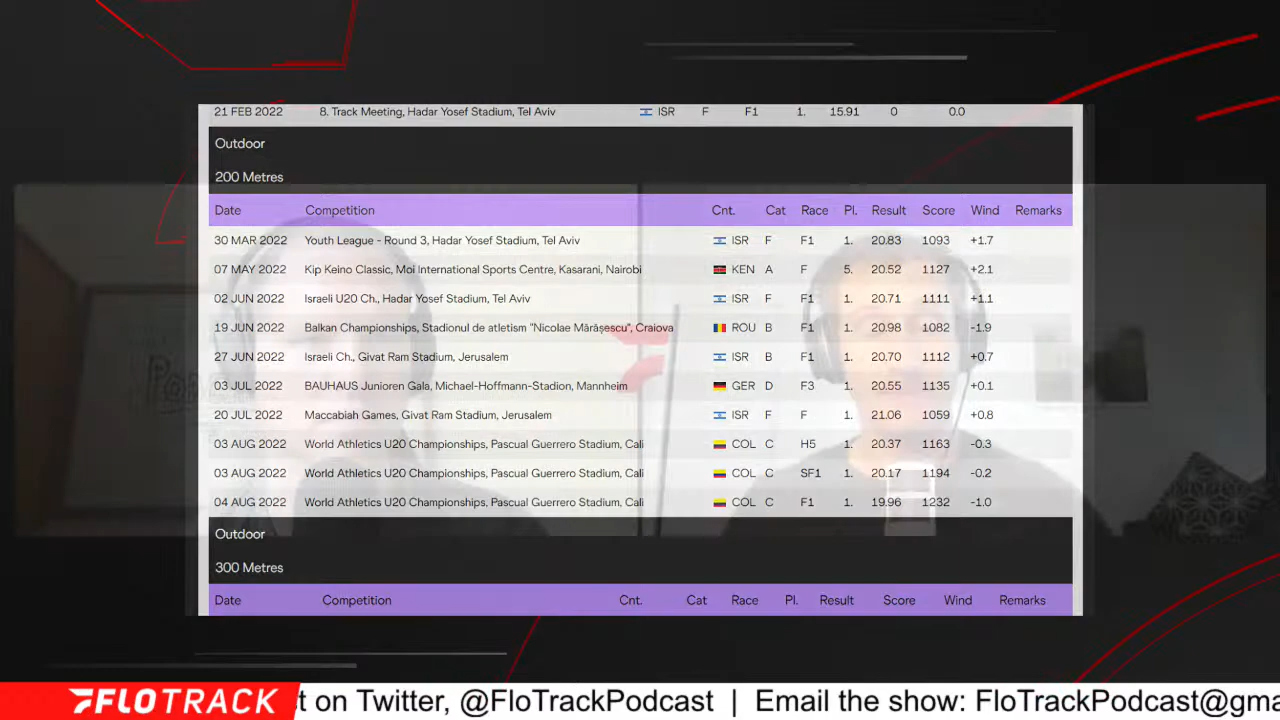 21 FEB 2022 8. Track Meeting, Hadar Yosef Stadium, Tel Aviv ISR F F1 1. 15.91 0 0.0
Outdoor
200 Metres
Date Competition Cnt. Cat Race Pl. Result Score Wind Remarks
30 MAR 2022 Youth League - Round 3, Hadar Yosef Stadium, Tel Aviv ISR F F1 1. 20.83 1093 +1.7
07 MAY 2022 Kip Keino Classic, Moi International Sports Centre, Kasarani, Nairobi KEN A F 5. 20.52 1127 +2.1
02 JUN 2022 Israeli U20 Ch., Hadar Yosef Stadium, Tel Aviv ISR F F1 1. 20.71 1111 +1.1
19 JUN 2022 Balkan Championships, Stadionul de atletism "Nicolae Mărășescu", Craiova ROU B F1 1. 20.98 1082 -1.9
27 JUN 2022 Israeli Ch., Givat Ram Stadium, Jerusalem ISR B F1 1. 20.70 1112 +0.7
03 JUL 2022 BAUHAUS Junioren Gala, Michael-Hoffmann-Stadion, Mannheim GER D F3 1. 20.55 1135 +0.1
20 JUL 2022 Maccabiah Games, Givat Ram Stadium, Jerusalem ISR F F 1. 21.06 1059 +0.8
03 AUG 2022 World Athletics U20 Championships, Pascual Guerrero Stadium, Cali COL C H5 1. 20.37 1163 -0.3
03 AUG 2022 World Athletics U20 Championships, Pascual Guerrero Stadium, Cali COL C SF1 1. 20.17 1194 -0.2
04 AUG 2022 World Athletics U20 Championships, Pascual Guerrero Stadium, Cali COL C F1 1. 19.96 1232 -1.0
Outdoor
300 Metres
Date Competition Cnt. Cat Race Pl. Result Score Wind Remarks
FLOTRACK t on Twitter, @FloTrackPodcast | Email the show: FloTrackPodcast@gma